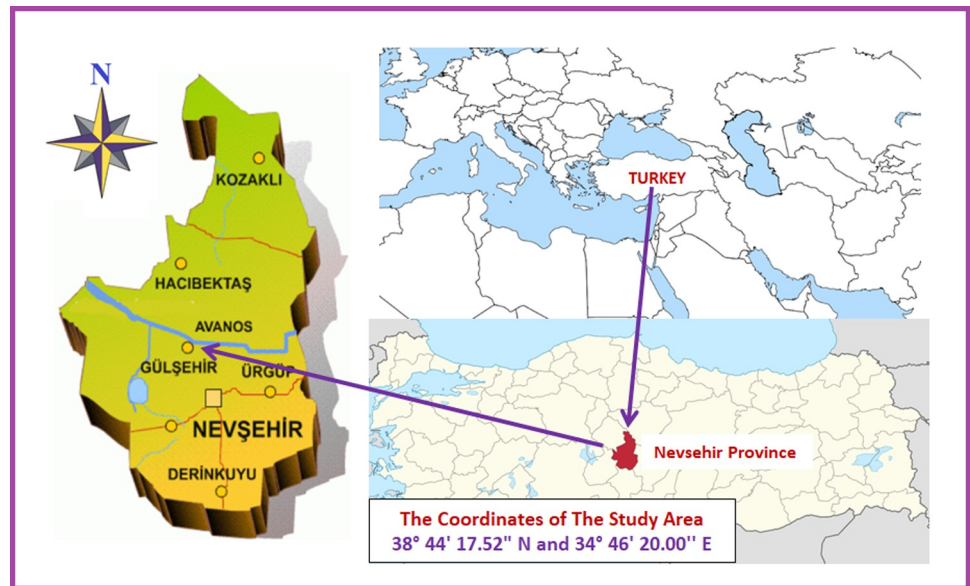 N
KOZAKLI
HACIBEKTAŞ
AVANOS
GÜLŞEHİR
ÜRGÜP
NEVŞEHİR
DERİNKUYU
TURKEY
Nevsehir Province
The Coordinates of The Study Area
38° 44' 17.52" N and 34° 46' 20.00'' E